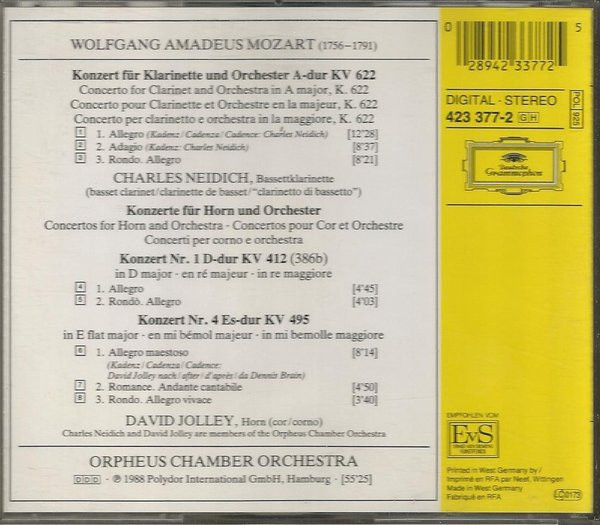 WOLFGANG AMADEUS MOZART (1756–1791)
Konzert für Klarinette und Orchester A-dur KV 622
Concerto for Clarinet and Orchestra in A major, K. 622
Concerto pour Clarinette et Orchestre en la majeur, K. 622
Concerto per clarinetto e orchestra in la maggiore, K. 622
1 1. Allegro (Kadenz/Cadenza/Cadence: Charles Neidich) [12'28]
2 2. Adagio (Kadenz: Charles Neidich) [8'37]
3 3. Rondo. Allegro [8'21]
CHARLES NEIDICH, Bassettklarinette
(basset clarinet/clarinette de basset/"clarinetto di bassetto")
Konzerte für Horn und Orchester
Concertos for Horn and Orchestra - Concertos pour Cor et Orchestre
Concerti per corno e orchestra
Konzert Nr. 1 D-dur KV 412 (386b)
in D major - en ré majeur - in re maggiore
4 1. Allegro [4'45]
5 2. Rondò. Allegro [4'03]
Konzert Nr. 4 Es-dur KV 495
in E flat major - en mi bémol majeur - in mi bemolle maggiore
6 1. Allegro maestoso [8'14]
(Kadenz/Cadenza/Cadence:
David Jolley nach/after/d'après/da Dennis Brain)
7 2. Romance. Andante cantabile [4'50]
8 3. Rondo. Allegro vivace [3'40]
DAVID JOLLEY, Horn (cor/corno)
Charles Neidich and David Jolley are members of the Orpheus Chamber Orchestra
ORPHEUS CHAMBER ORCHESTRA
DDD - ℗ 1988 Polydor International GmbH, Hamburg - [55'25]
0 28942 33772 5
DIGITAL · STEREO
423 377-2 GH
POL 925
Deutsche
Grammophon
EMPFOHLEN VOM
EvS
Printed in West Germany by/
Imprimé en RFA par Neef, Wittingen
Made in West Germany
Fabriqué en RFA
LC 0173